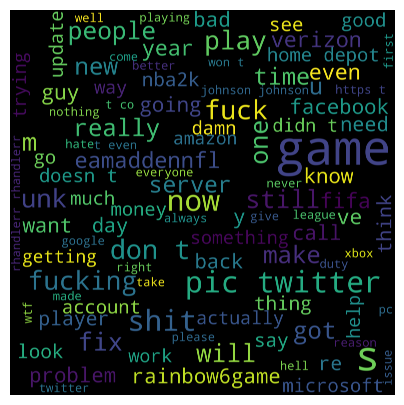 well playing bad see good
people play verizon first
update year home depot
come better won t u johnson johnson https t
trying new nba2k time even
guy way going fuck facebook
t co damn didn t need
nothing really amazon one
hate t even
m everyone know
go doesn t eamaddennfl game
chandlerr chandlerr server never
unk much now still fifa
want day money always y give league ve think
something call
getting google don t back make xbox
right duty
take fucking pic twitter
wtf made account shit actually thing got help pc
player please say hell re reason
fix will s issue
look work
problem rainbow6game microsoft
twitter